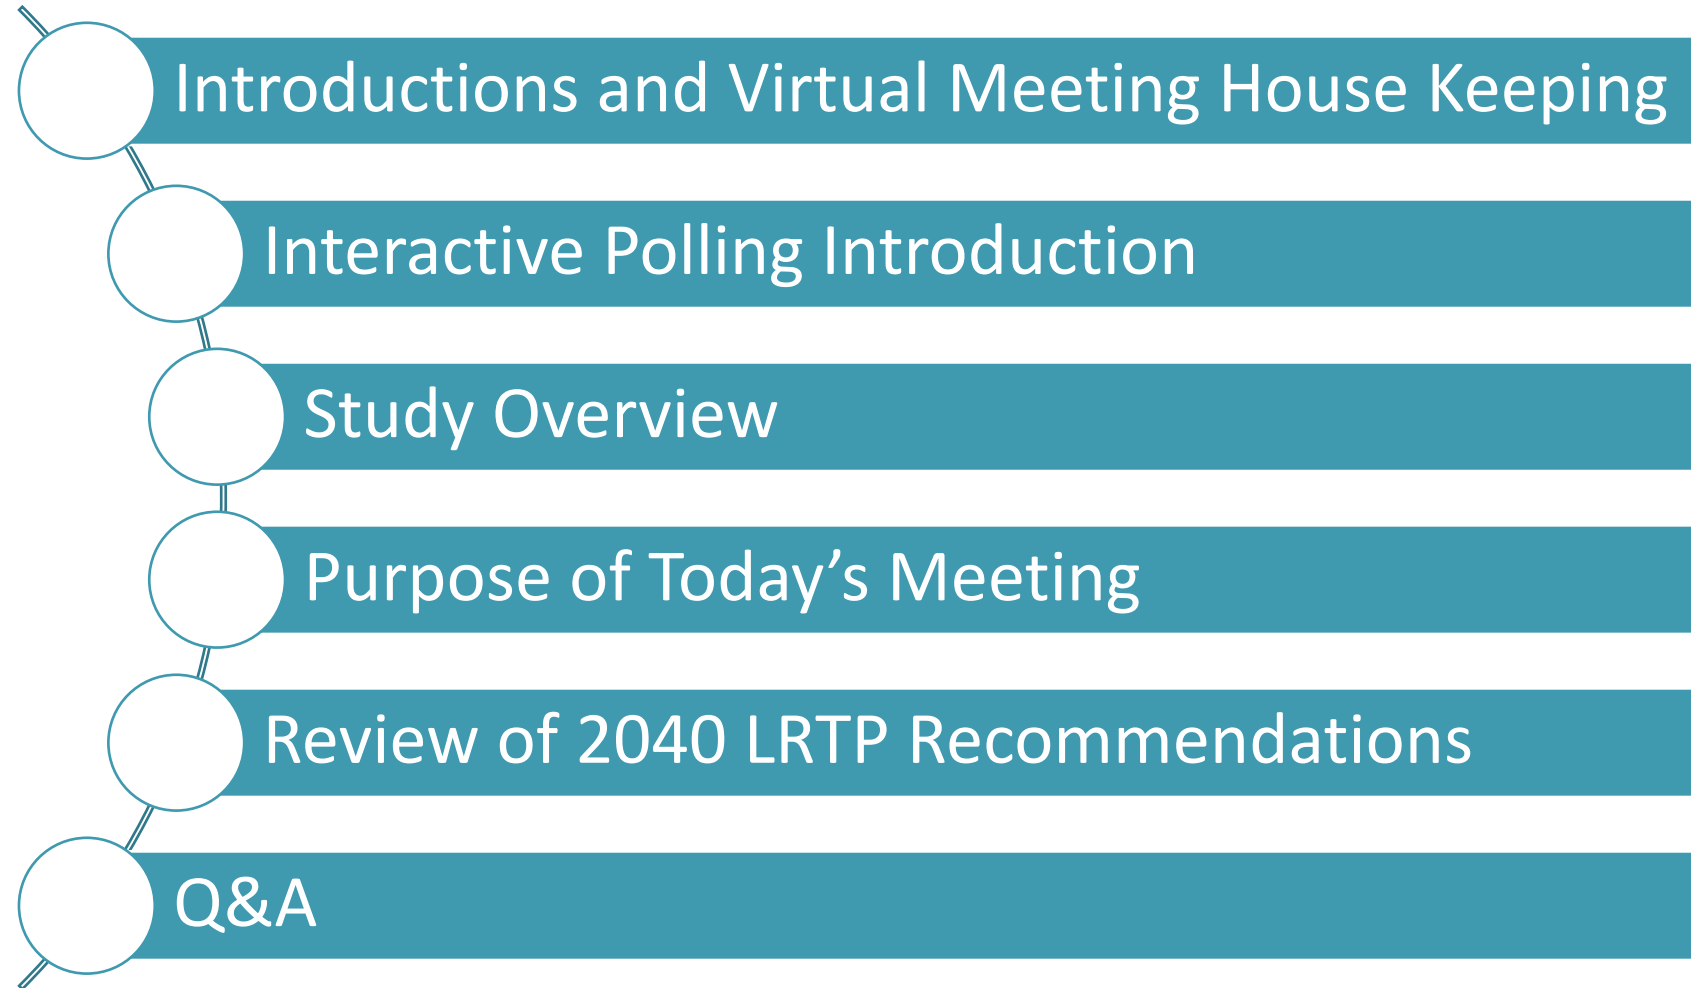 Introductions and Virtual Meeting House Keeping
Interactive Polling Introduction
Study Overview
Purpose of Today’s Meeting
Review of 2040 LRTP Recommendations
Q&A